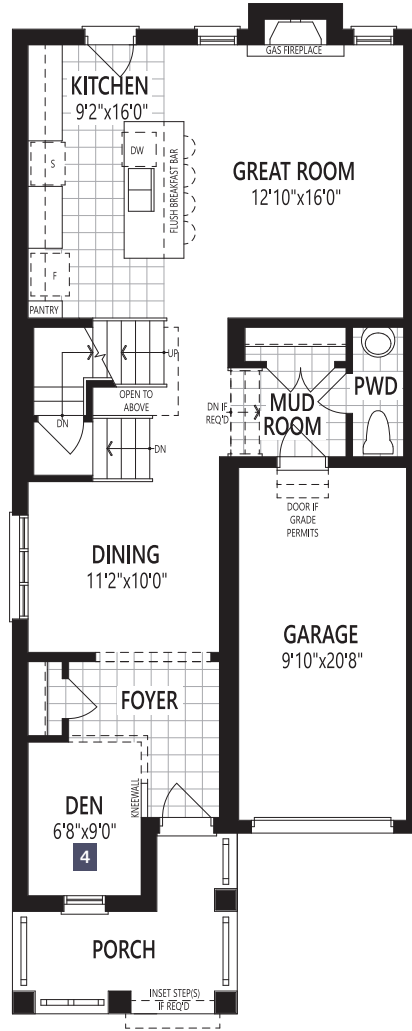 GAS FIREPLACE
KITCHEN
9'2"x16'0"
DW
S
FLUSH BREAKFAST BAR
GREAT ROOM
12'10"x16'0"
F
PANTRY
UP
OPEN TO
ABOVE
DN
DN
DN IF
REQ'D
MUD
ROOM
PWD
DOOR IF
GRADE
PERMITS
DINING
11'2"x10'0"
GARAGE
9'10"x20'8"
FOYER
KNEEWALL
DEN
6'8"x9'0"
4
PORCH
INSET STEP(S)
IF REQ'D